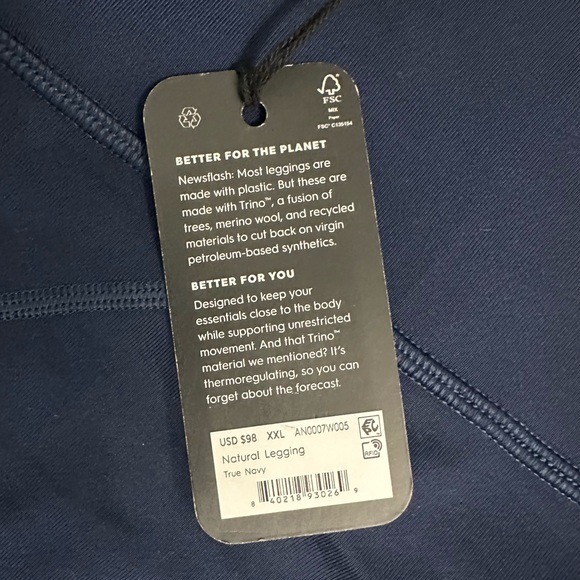 FSC
MIX
Paper
FSC® C135154
BETTER FOR THE PLANET
Newsflash: Most leggings are
made with plastic. But these are
made with Trino™, a fusion of
trees, merino wool, and recycled
materials to cut back on virgin
petroleum-based synthetics.
BETTER FOR YOU
Designed to keep your
essentials close to the body
while supporting unrestricted
movement. And that Trino™
material we mentioned? It's
thermoregulating, so you can
forget about the forecast.
USD $98 XXL AN0007W005
Natural Legging
True Navy
RFID
8 40218 93026 9